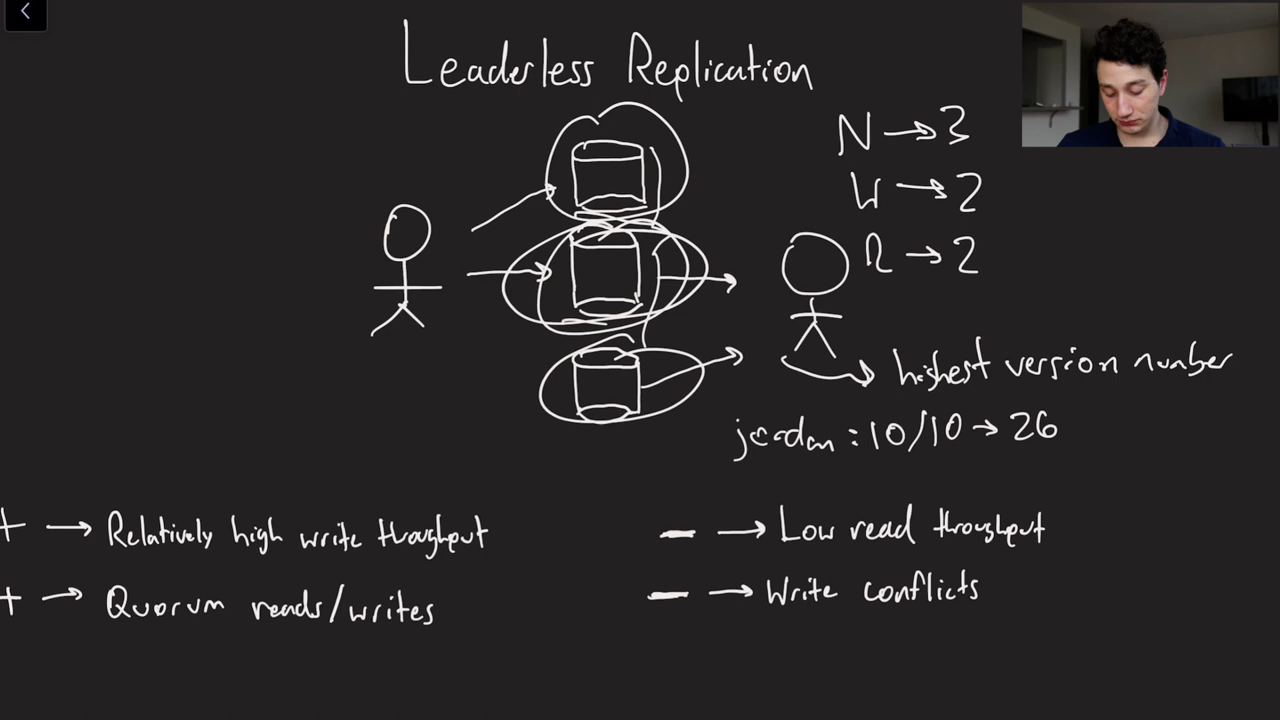 Leaderless Replication
N → 3
W → 2
R → 2
→ highest version number
jordan : 10/10 → 26
+ → Relatively high write throughput
+ → Quorum reads/writes
- → Low read throughput
- → Write conflicts